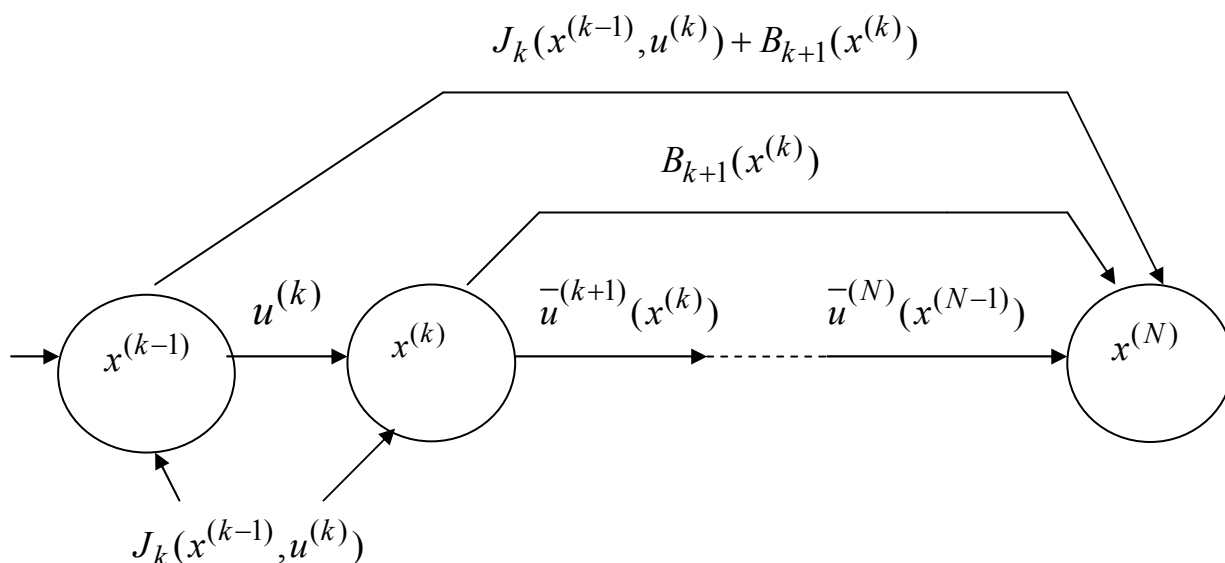 J_k(x^{(k-1)}, u^{(k)}) + B_{k+1}(x^{(k)})
B_{k+1}(x^{(k)})
u^{(k)} \bar{u}^{(k+1)}(x^{(k)}) \bar{u}^{(N)}(x^{(N-1)})
x^{(k-1)} x^{(k)} x^{(N)}
J_k(x^{(k-1)}, u^{(k)})